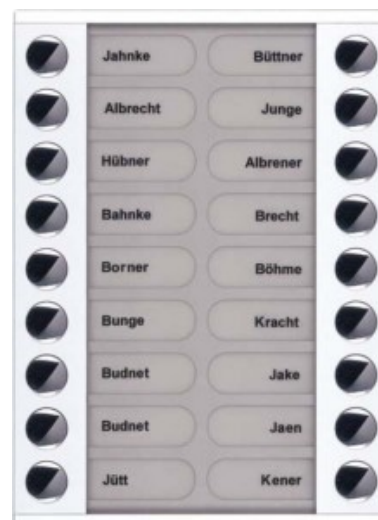 Jahnke Büttner
Albrecht Junge
Hübner Albrener
Bahnke Brecht
Borner Böhme
Bunge Kracht
Budnet Jake
Budnet Jaen
Jütt Kener